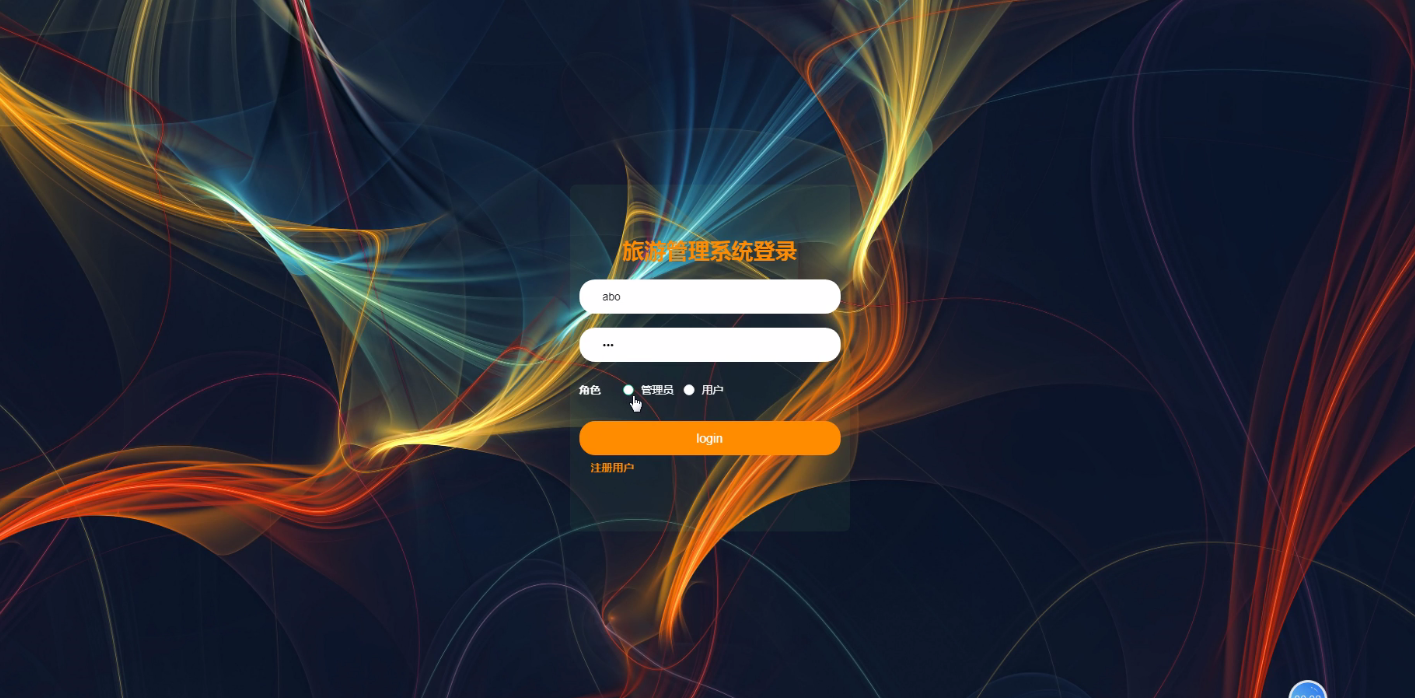 旅游管理系统登录
abo
•••
角色 管理员 用户
login
注册用户